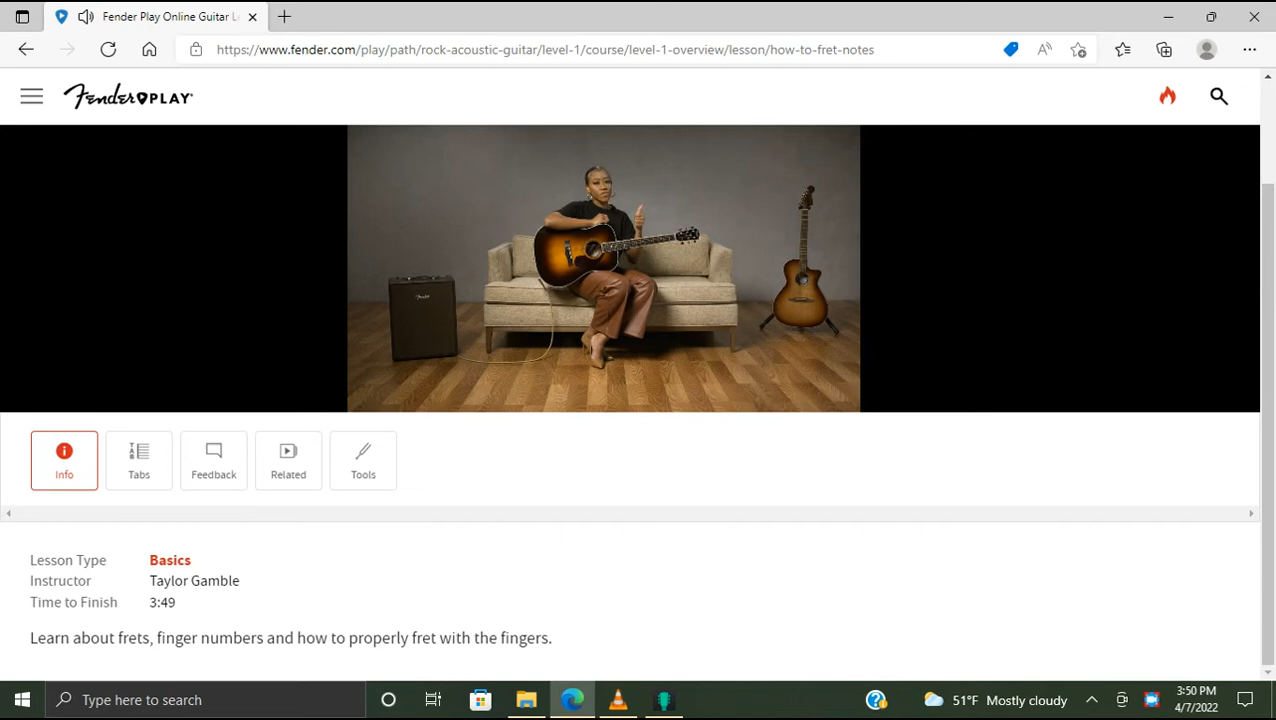 Fender Play Online Guitar Le
https://www.fender.com/play/path/rock-acoustic-guitar/level-1/course/level-1-overview/lesson/how-to-fret-notes
Fender PLAY
Info
Tabs
Feedback
Related
Tools
Lesson Type Basics
Instructor Taylor Gamble
Time to Finish 3:49
Learn about frets, finger numbers and how to properly fret with the fingers.
Type here to search
51°F Mostly cloudy
3:50 PM
4/7/2022